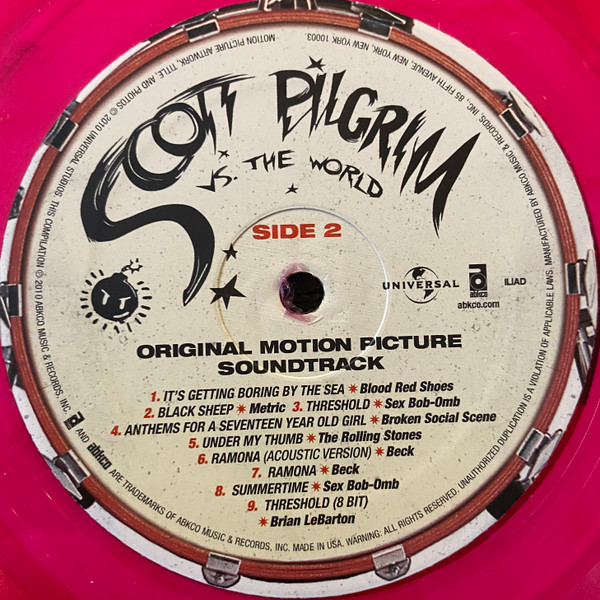 SCOTT PILGRIM
VS. THE WORLD
SIDE 2
UNIVERSAL
abkco
abkco.com
ILIAD
ORIGINAL MOTION PICTURE
SOUNDTRACK
1. IT'S GETTING BORING BY THE SEA ✷ Blood Red Shoes
2. BLACK SHEEP ✷ Metric 3. THRESHOLD ✷ Sex Bob-Omb
4. ANTHEMS FOR A SEVENTEEN YEAR OLD GIRL ✷ Broken Social Scene
5. UNDER MY THUMB ✷ The Rolling Stones
6. RAMONA (ACOUSTIC VERSION) ✷ Beck
7. RAMONA ✷ Beck
8. SUMMERTIME ✷ Sex Bob-Omb
9. THRESHOLD (8 BIT)
✷ Brian LeBarton
MOTION PICTURE ARTWORK, TITLE, AND PHOTOS © 2010 UNIVERSAL STUDIOS. THIS COMPILATION ℗ 2010 ABKCO MUSIC & RECORDS, INC. a AND abkco ARE TRADEMARKS OF ABKCO MUSIC & RECORDS, INC. MADE IN USA. WARNING: ALL RIGHTS RESERVED. UNAUTHORIZED DUPLICATION IS A VIOLATION OF APPLICABLE LAWS. MANUFACTURED BY ABKCO MUSIC & RECORDS, INC., 85 FIFTH AVENUE, NEW YORK, NEW YORK 10003.